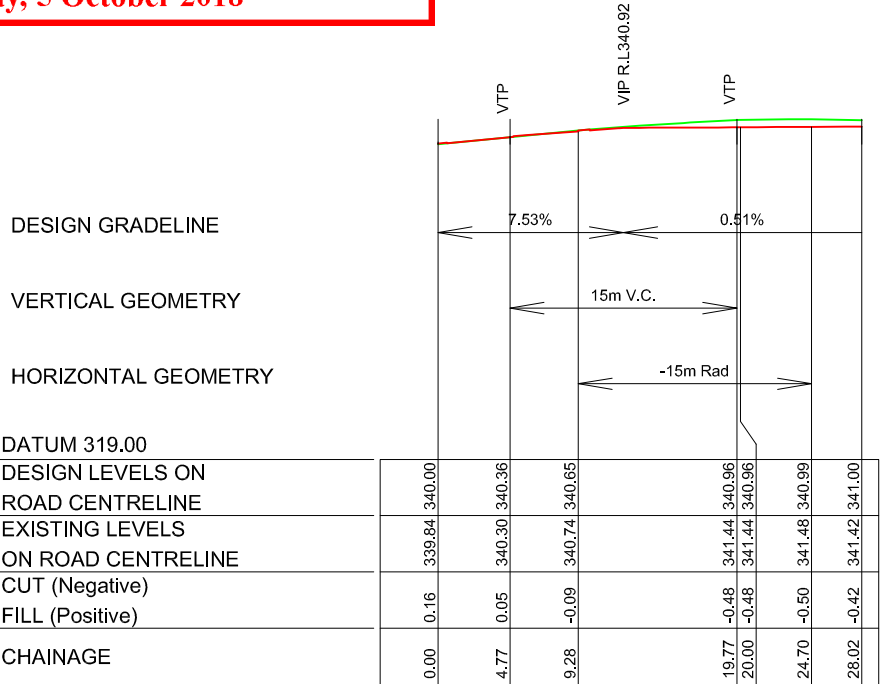 5 October 2018
VTP
VIP R.L340.92
VTP
DESIGN GRADELINE
7.53%
0.51%
VERTICAL GEOMETRY
15m V.C.
HORIZONTAL GEOMETRY
-15m Rad
DATUM 319.00
DESIGN LEVELS ON
ROAD CENTRELINE
340.00 340.36 340.65 340.96 340.96 340.99 341.00
EXISTING LEVELS
ON ROAD CENTRELINE
339.84 340.30 340.74 341.44 341.44 341.48 341.42
CUT (Negative)
FILL (Positive)
0.16 0.05 -0.09 -0.48 -0.48 -0.50 -0.42
CHAINAGE
0.00 4.77 9.28 19.77 20.00 24.70 28.02